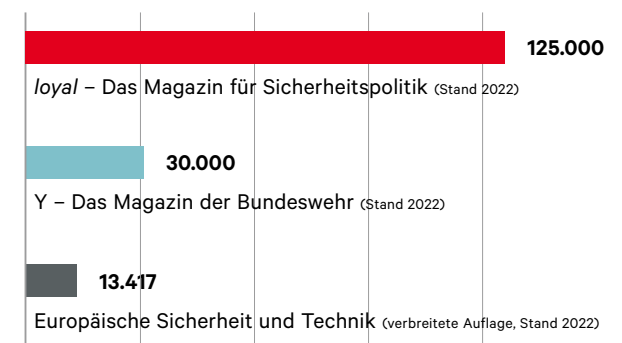 125.000
loyal – Das Magazin für Sicherheitspolitik (Stand 2022)
30.000
Y – Das Magazin der Bundeswehr (Stand 2022)
13.417
Europäische Sicherheit und Technik (verbreitete Auflage, Stand 2022)